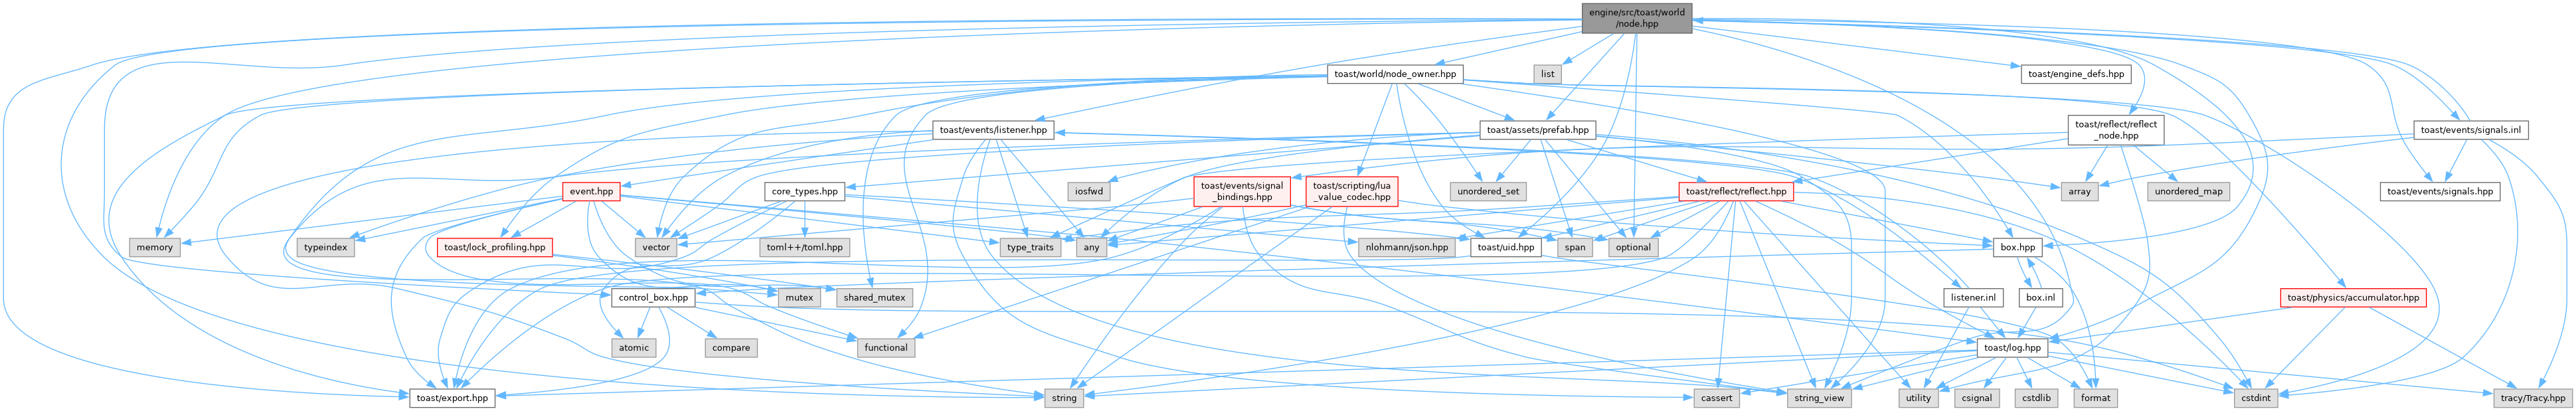 engine/src/toast/world
/node.hpp
toast/world/node_owner.hpp
list
toast/engine_defs.hpp
toast/events/listener.hpp
toast/assets/prefab.hpp
toast/reflect/reflect
_node.hpp
toast/events/signals.inl
event.hpp
core_types.hpp
iosfwd
toast/events/signal
_bindings.hpp
toast/scripting/lua
_value_codec.hpp
unordered_set
toast/reflect/reflect.hpp
array
unordered_map
toast/events/signals.hpp
memory
typeindex
toast/lock_profiling.hpp
vector
toml++/toml.hpp
type_traits
any
nlohmann/json.hpp
toast/uid.hpp
span
optional
box.hpp
control_box.hpp
mutex
shared_mutex
listener.inl
box.inl
toast/physics/accumulator.hpp
atomic
compare
functional
toast/log.hpp
toast/export.hpp
string
cassert
string_view
utility
csignal
cstdlib
format
cstdint
tracy/Tracy.hpp